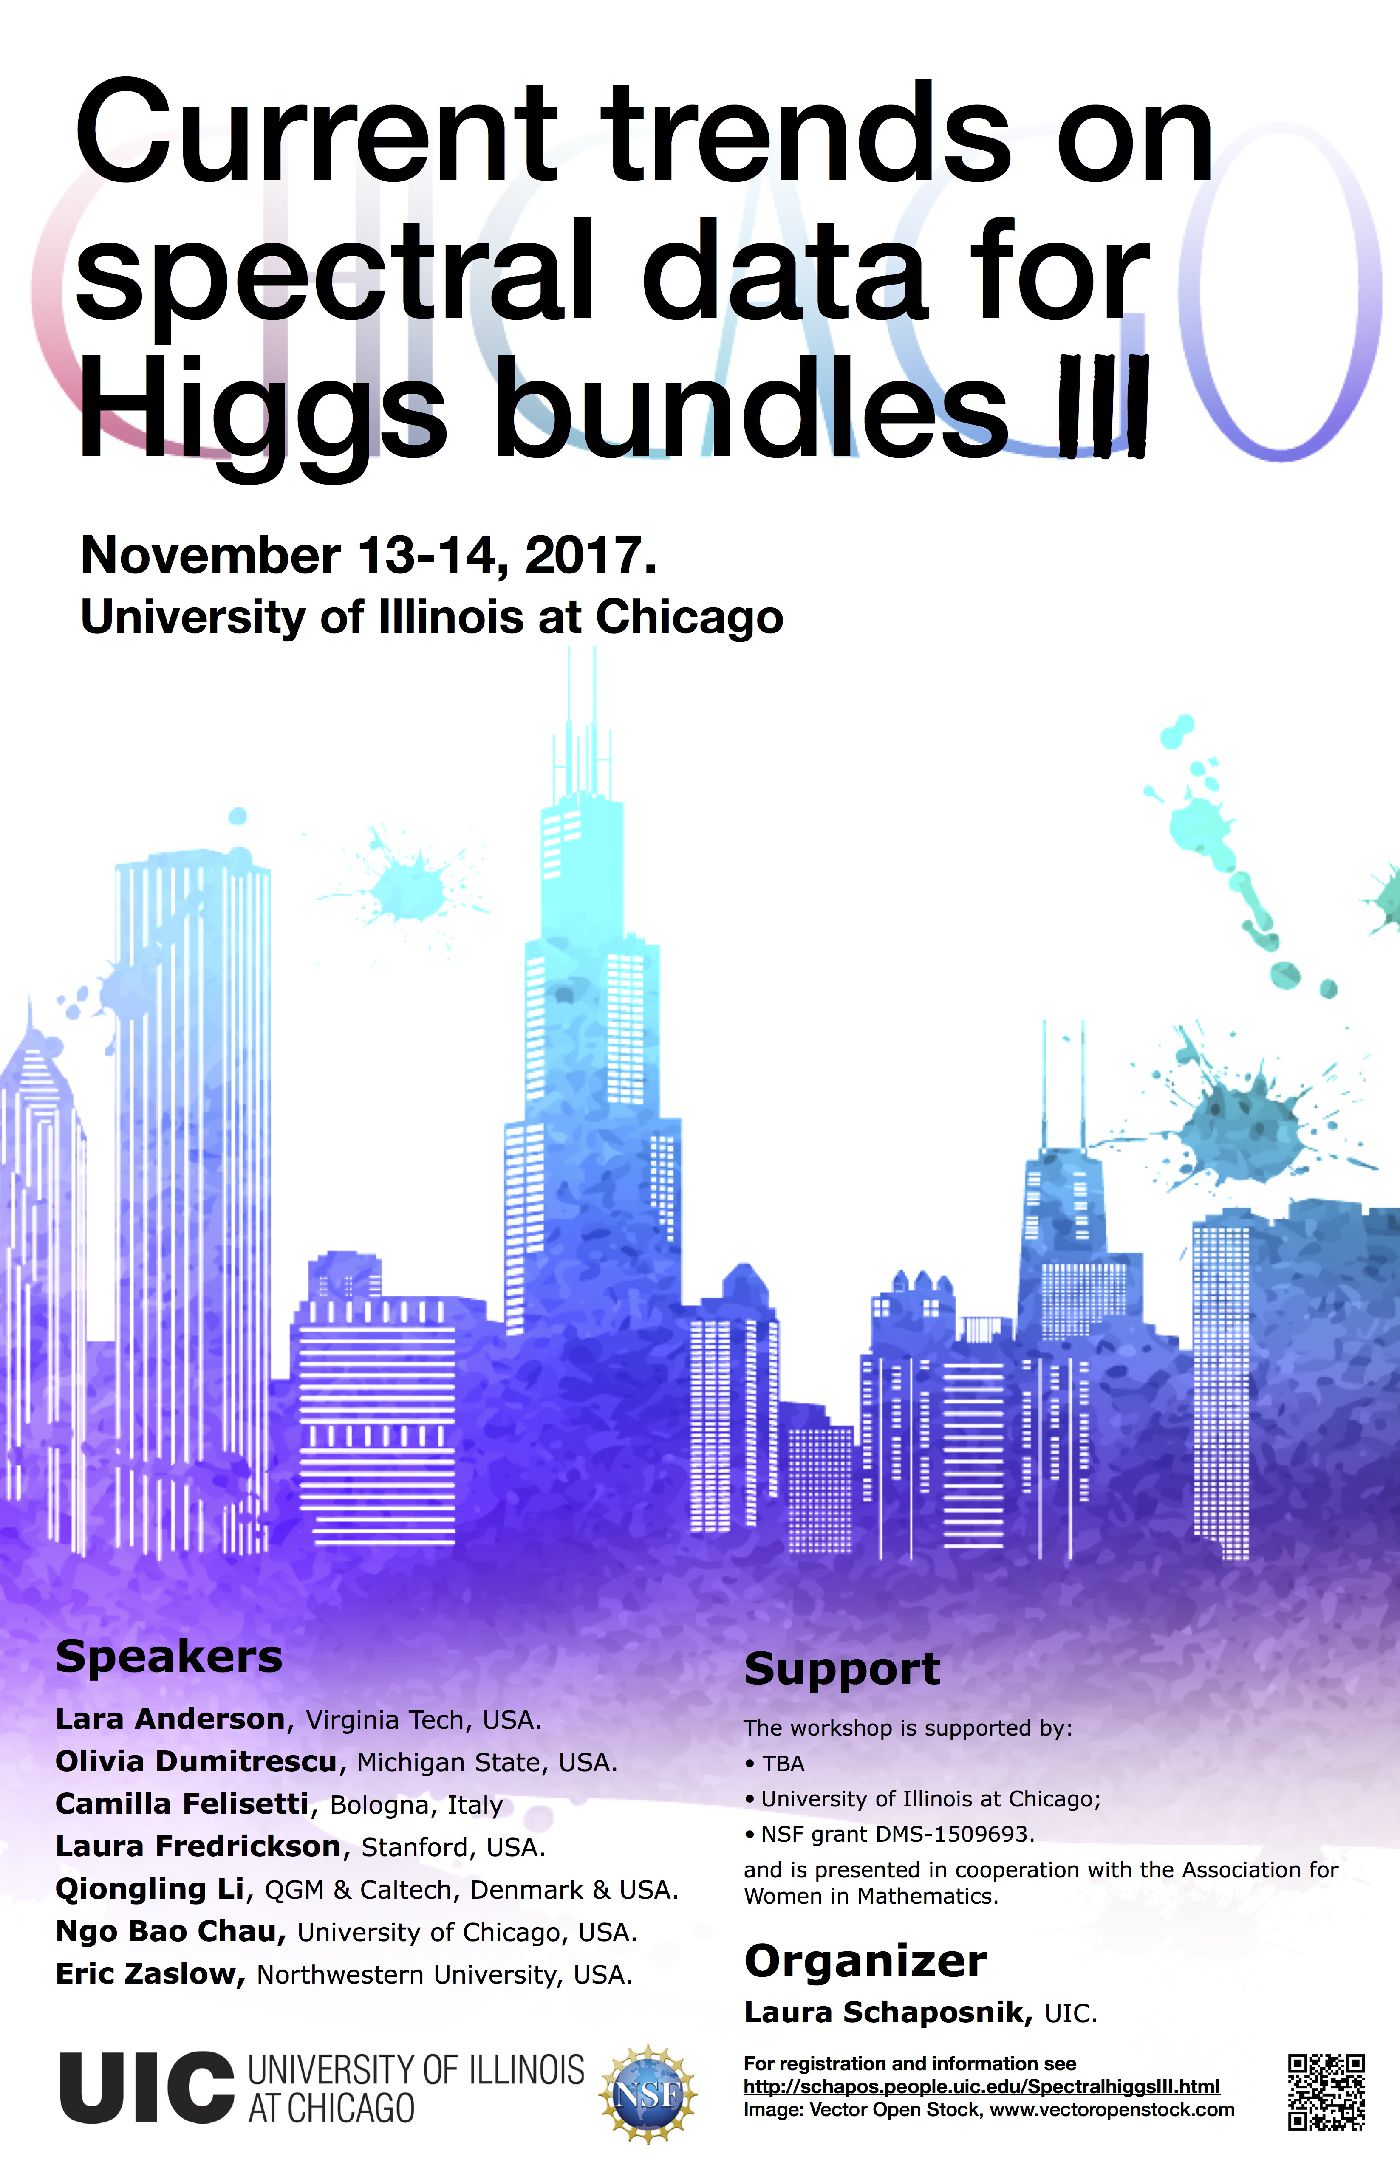 CHICAGO
Current trends on
spectral data for
Higgs bundles III
November 13-14, 2017.
University of Illinois at Chicago
Speakers
Lara Anderson, Virginia Tech, USA.
Olivia Dumitrescu, Michigan State, USA.
Camilla Felisetti, Bologna, Italy
Laura Fredrickson, Stanford, USA.
Qiongling Li, QGM & Caltech, Denmark & USA.
Ngo Bao Chau, University of Chicago, USA.
Eric Zaslow, Northwestern University, USA.
Support
The workshop is supported by:
• TBA
• University of Illinois at Chicago;
• NSF grant DMS-1509693.
and is presented in cooperation with the Association for
Women in Mathematics.
Organizer
Laura Schaposnik, UIC.
UIC UNIVERSITY OF ILLINOIS
AT CHICAGO
NSF
For registration and information see
http://schapos.people.uic.edu/SpectralhiggsIII.html
Image: Vector Open Stock, www.vectoropenstock.com